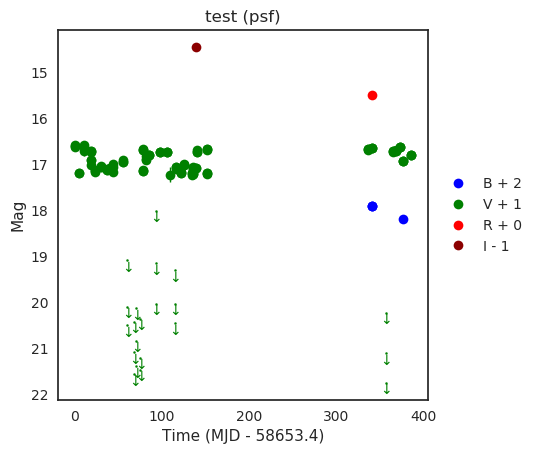 test (psf)
15
16
17
18
19
20
21
22
Mag
0
100
200
300
400
Time (MJD - 58653.4)
B + 2
V + 1
R + 0
I - 1